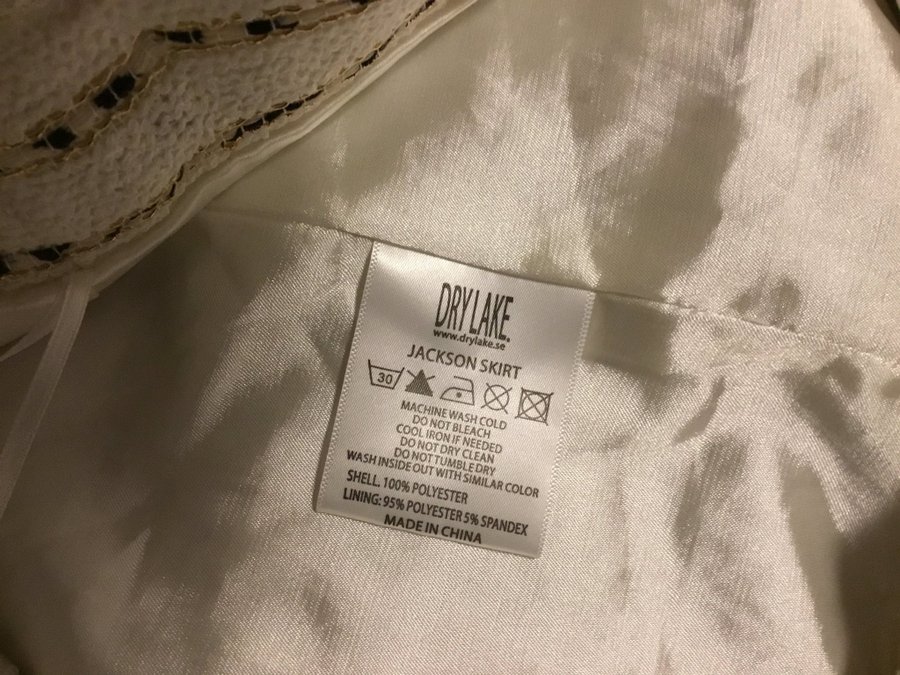 DRY LAKE.
www.drylake.se
JACKSON SKIRT
30
MACHINE WASH COLD
DO NOT BLEACH
COOL IRON IF NEEDED
DO NOT DRY CLEAN
DO NOT TUMBLE DRY
WASH INSIDE OUT WITH SIMILAR COLOR
SHELL. 100% POLYESTER
LINING: 95% POLYESTER 5% SPANDEX
MADE IN CHINA